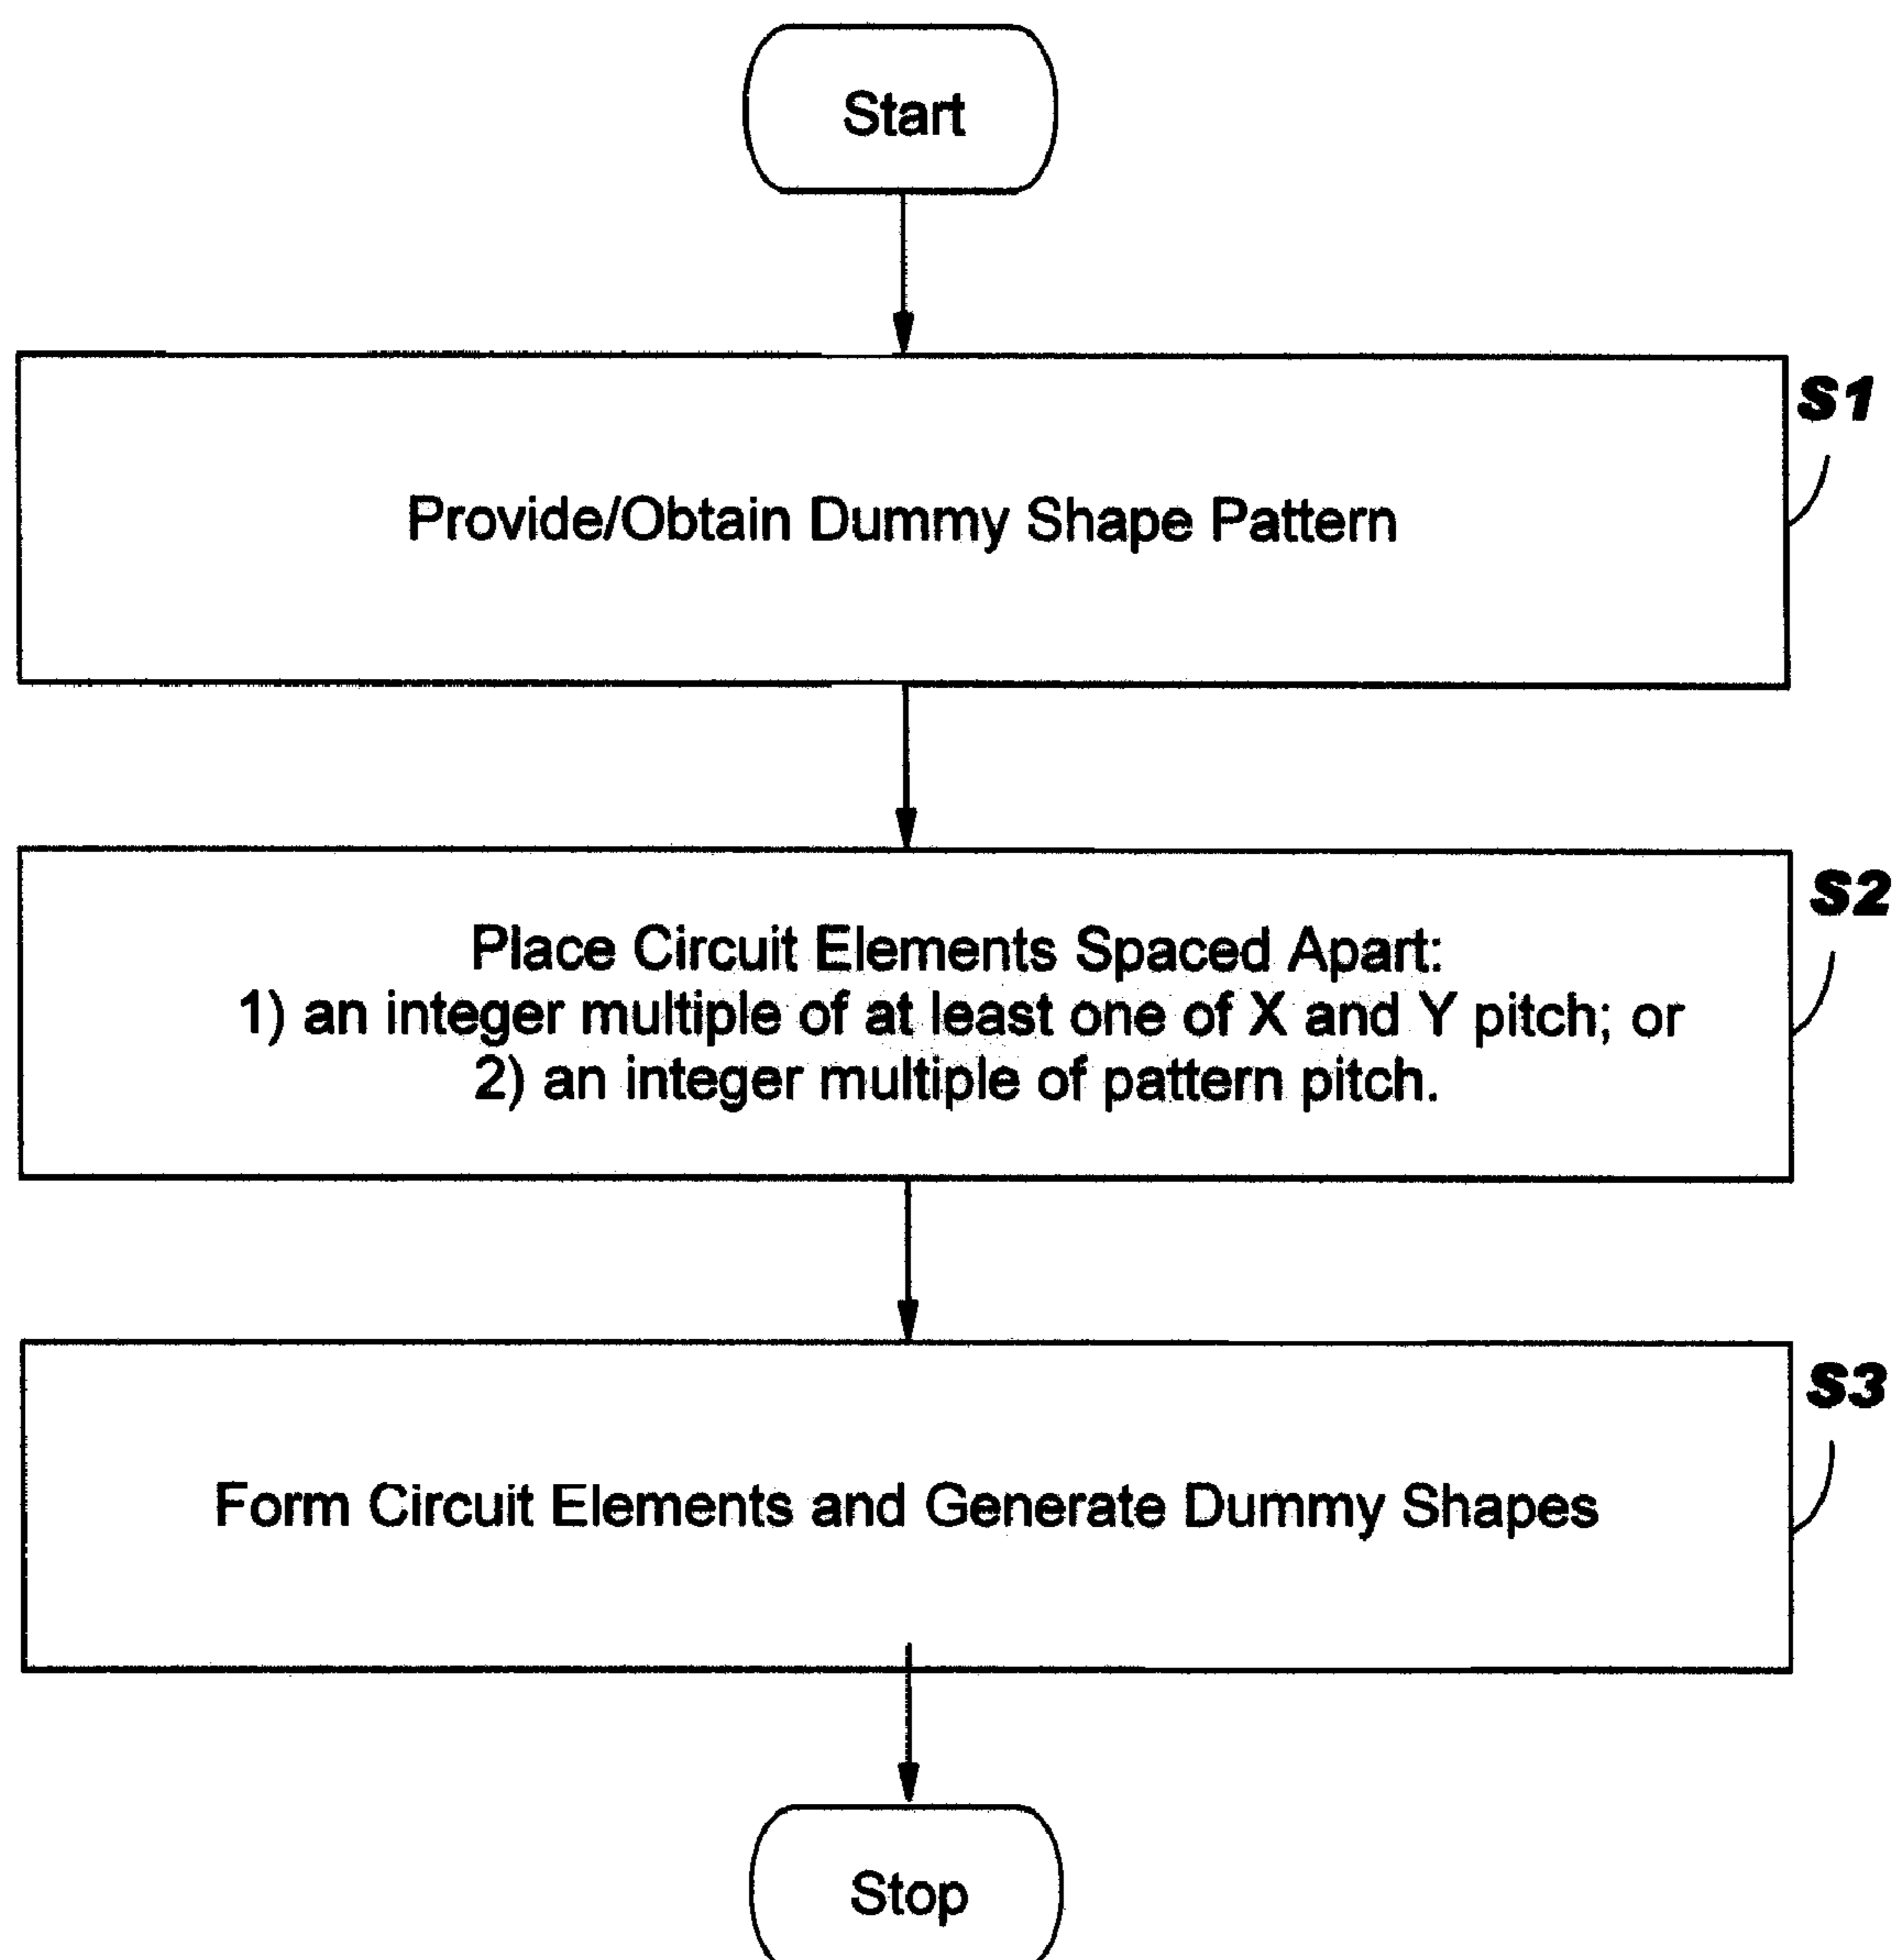 Start
S1
Provide/Obtain Dummy Shape Pattern
S2
Place Circuit Elements Spaced Apart:
1) an integer multiple of at least one of X and Y pitch; or
2) an integer multiple of pattern pitch.
S3
Form Circuit Elements and Generate Dummy Shapes
Stop